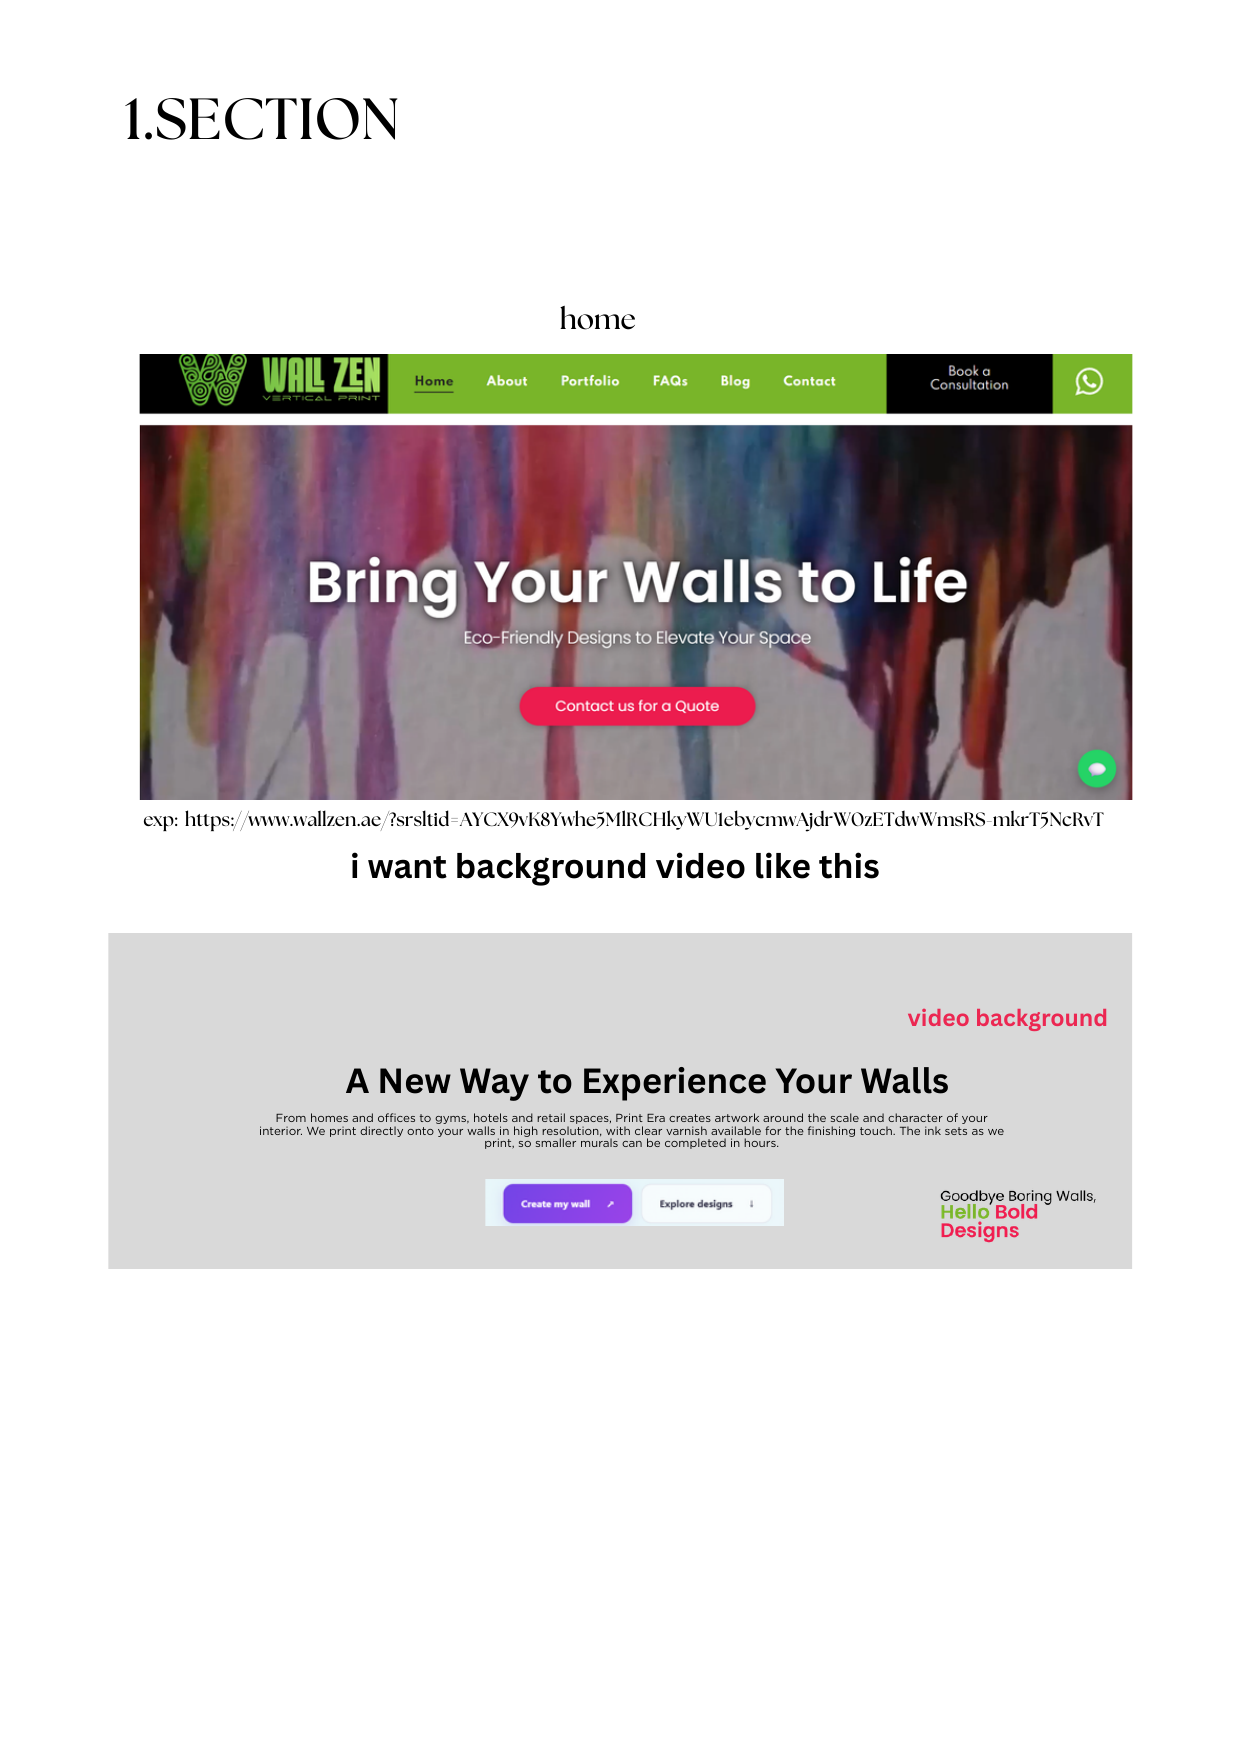 1.SECTION
home
WALL ZEN
VERTICAL PRINT
Home About Portfolio FAQs Blog Contact
Book a
Consultation
Bring Your Walls to Life
Eco-Friendly Designs to Elevate Your Space
Contact us for a Quote
exp: https://www.wallzen.ae/?srsltid=AYCX9vK8Ywhe5MlRCHkyWU1ebycmwAjdrW0zETdwWmsRS-mkrT5NcRvT
i want background video like this
video background
A New Way to Experience Your Walls
From homes and offices to gyms, hotels and retail spaces, Print Era creates artwork around the scale and character of your
interior. We print directly onto your walls in high resolution, with clear varnish available for the finishing touch. The ink sets as we
print, so smaller murals can be completed in hours.
Create my wall ↗ Explore designs ↓
Goodbye Boring Walls,
Hello Bold
Designs